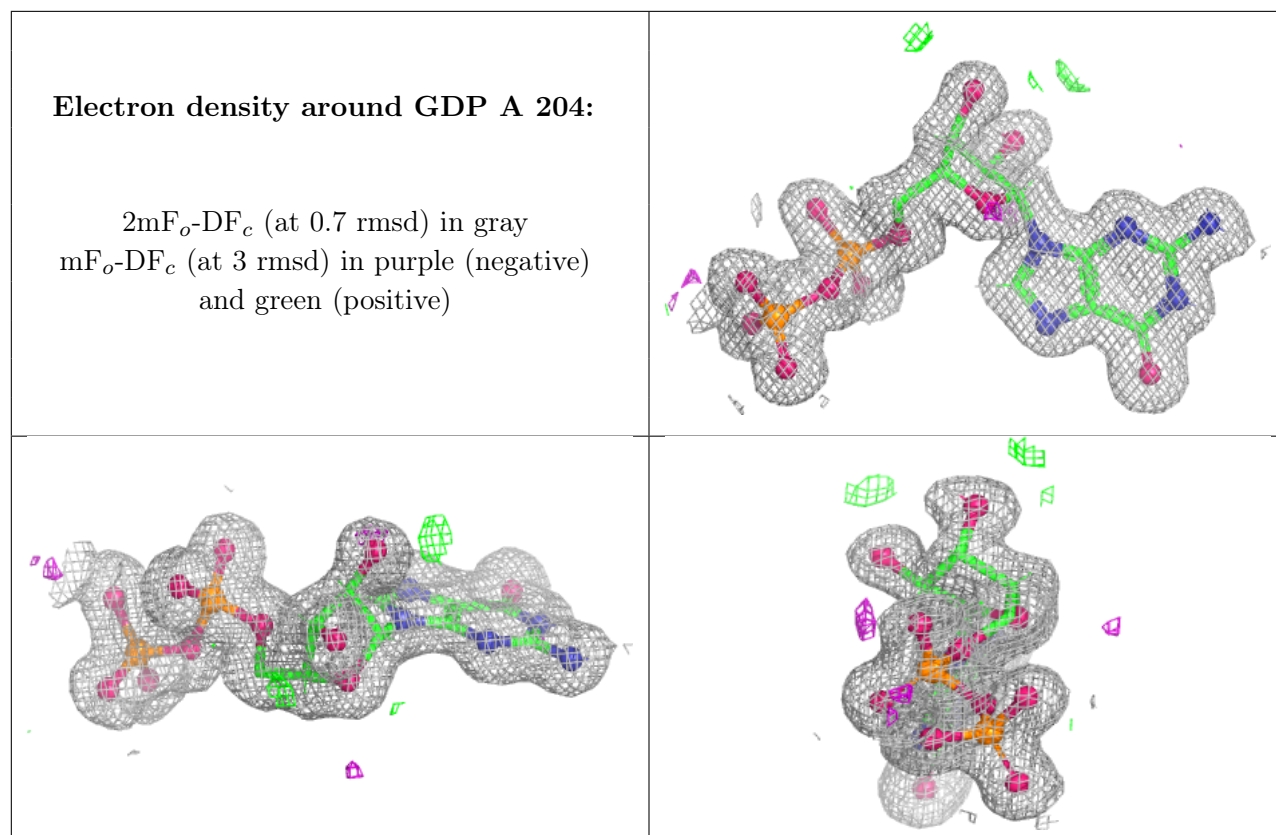 Electron density around GDP A 204:
2mFo-DFc (at 0.7 rmsd) in gray
mFo-DFc (at 3 rmsd) in purple (negative)
and green (positive)